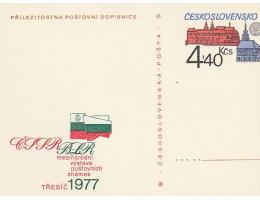 PŘÍLEŽITOSTNÁ POŠTOVNÍ DOPISNICE
ČESKOSLOVENSKO
4,40 Kčs
· ČESKOSLOVENSKÁ · POŠTA ·
ČSSR
BLR
mezinárodní
výstava
poštovních
známek
TŘEBÍČ 1977